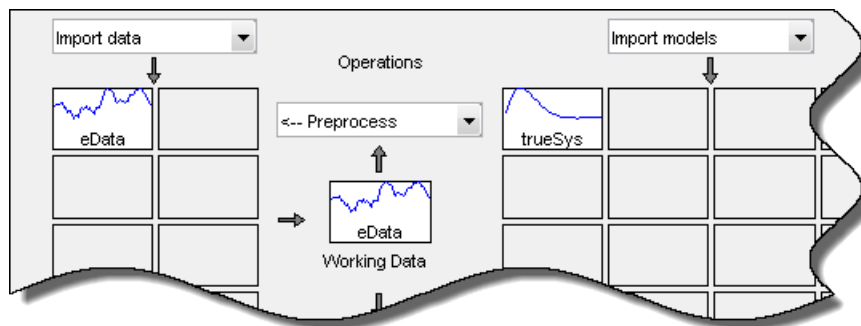 Import data
Import models
Operations
<-- Preprocess
eData
trueSys
eData
Working Data